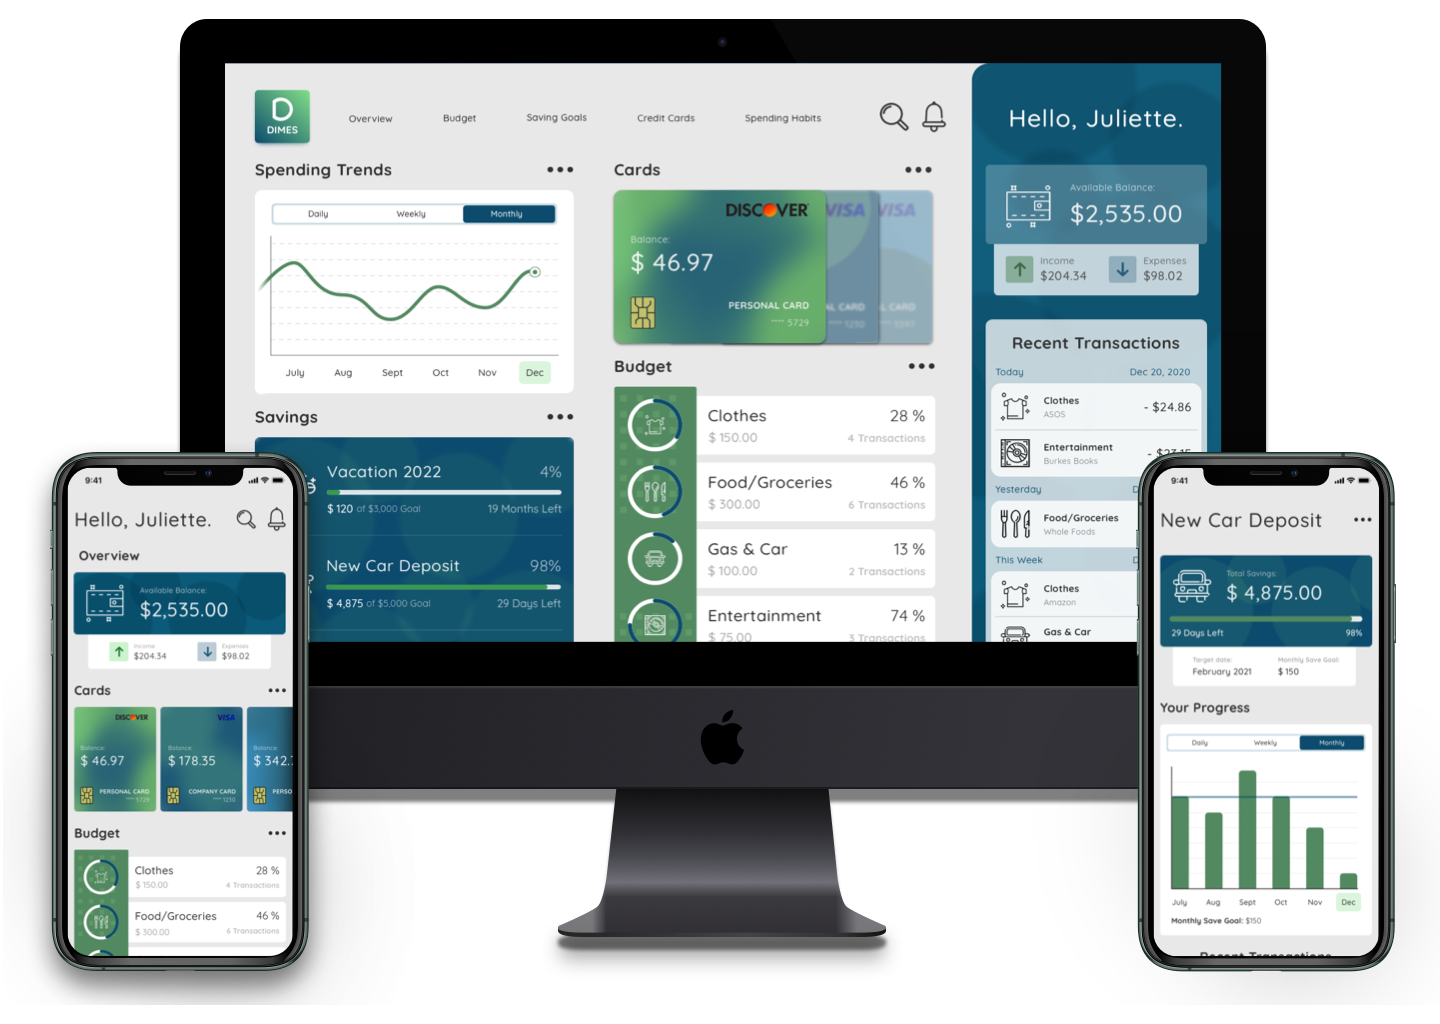 D
DIMES
Overview
Budget
Saving Goals
Credit Cards
Spending Habits
Spending Trends
Daily
Weekly
Monthly
July
Aug
Sept
Oct
Nov
Dec
Savings
Vacation 2022
4%
$ 120 of $3,000 Goal
19 Months Left
New Car Deposit
98%
$ 4,875 of $5,000 Goal
29 Days Left
Cards
DISCOVER
Balance:
$ 46.97
PERSONAL CARD
**** 5729
VISA
AL CARD
**** 1230
VISA
AL CARD
Budget
Clothes
28 %
$ 150.00
4 Transactions
Food/Groceries
46 %
$ 300.00
6 Transactions
Gas & Car
13 %
$ 100.00
2 Transactions
Entertainment
74 %
$ 75.00
3 Transactions
Hello, Juliette.
Available Balance:
$2,535.00
Income
$204.34
Expenses
$98.02
Recent Transactions
Today
Dec 20, 2020
Clothes
ASOS
- $24.86
Entertainment
Burkes Books
Yesterday
D
Food/Groceries
Whole Foods
This Week
D
Clothes
Amazon
Gas & Car
9:41
Hello, Juliette.
Overview
Available Balance:
$2,535.00
Income
$204.34
Expenses
$98.02
Cards
DISCOVER
Balance:
$ 46.97
PERSONAL CARD
**** 5729
VISA
Balance:
$ 178.35
COMPANY CARD
**** 1230
Balance:
$ 342.7
PERSO
Budget
Clothes
28 %
$ 150.00
4 Transactions
Food/Groceries
46 %
$ 300.00
6 Transactions
9:41
New Car Deposit
Total Savings:
$ 4,875.00
29 Days Left
98%
Target date:
February 2021
Monthly Save Goal:
$ 150
Your Progress
Daily
Weekly
Monthly
July
Aug
Sept
Oct
Nov
Dec
Monthly Save Goal: $150
Recent Transactions